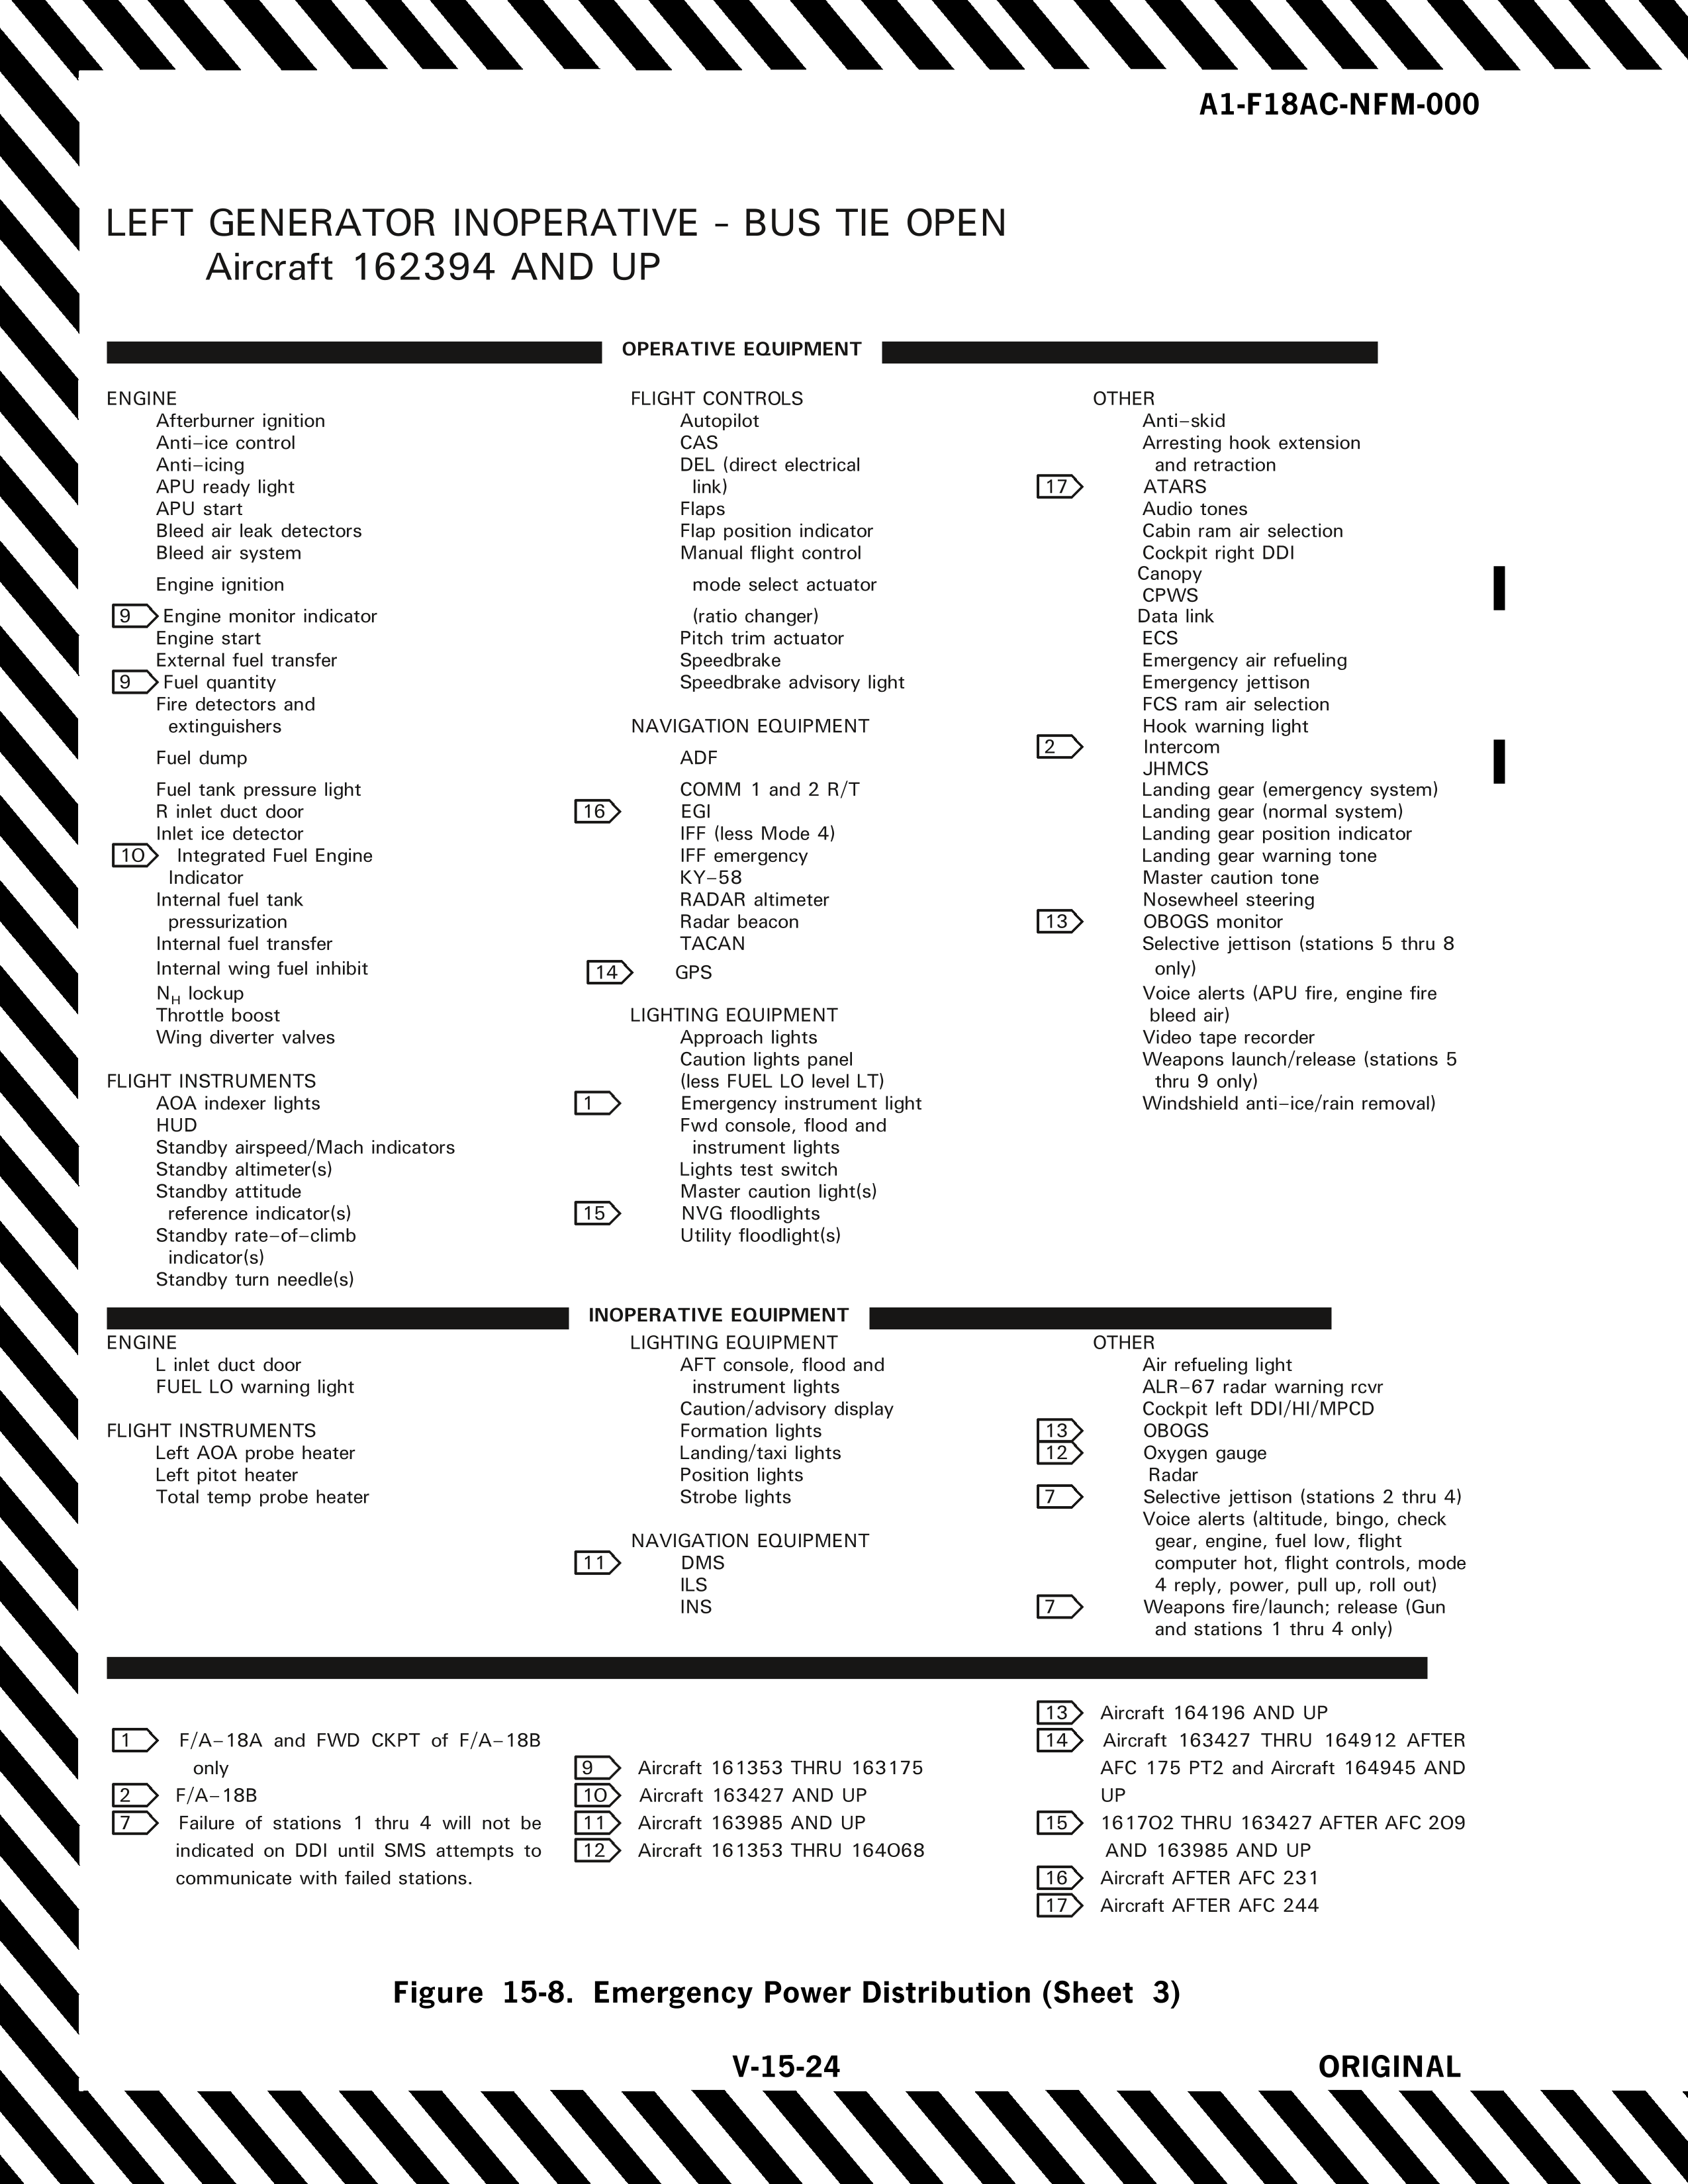 A1-F18AC-NFM-000
LEFT GENERATOR INOPERATIVE - BUS TIE OPEN
Aircraft 162394 AND UP
OPERATIVE EQUIPMENT
ENGINE
Afterburner ignition
Anti-ice control
Anti-icing
APU ready light
APU start
Bleed air leak detectors
Bleed air system
Engine ignition
9 Engine monitor indicator
Engine start
External fuel transfer
9 Fuel quantity
Fire detectors and
extinguishers
Fuel dump
Fuel tank pressure light
R inlet duct door
Inlet ice detector
10 Integrated Fuel Engine
Indicator
Internal fuel tank
pressurization
Internal fuel transfer
Internal wing fuel inhibit
NH lockup
Throttle boost
Wing diverter valves
FLIGHT INSTRUMENTS
AOA indexer lights
HUD
Standby airspeed/Mach indicators
Standby altimeter(s)
Standby attitude
reference indicator(s)
Standby rate-of-climb
indicator(s)
Standby turn needle(s)
FLIGHT CONTROLS
Autopilot
CAS
DEL (direct electrical
link)
Flaps
Flap position indicator
Manual flight control
mode select actuator
(ratio changer)
Pitch trim actuator
Speedbrake
Speedbrake advisory light
NAVIGATION EQUIPMENT
ADF
COMM 1 and 2 R/T
16 EGI
IFF (less Mode 4)
IFF emergency
KY-58
RADAR altimeter
Radar beacon
TACAN
14 GPS
LIGHTING EQUIPMENT
Approach lights
Caution lights panel
(less FUEL LO level LT)
1 Emergency instrument light
Fwd console, flood and
instrument lights
Lights test switch
Master caution light(s)
15 NVG floodlights
Utility floodlight(s)
OTHER
Anti-skid
Arresting hook extension
and retraction
17 ATARS
Audio tones
Cabin ram air selection
Cockpit right DDI
Canopy
CPWS
Data link
ECS
Emergency air refueling
Emergency jettison
FCS ram air selection
Hook warning light
2 Intercom
JHMCS
Landing gear (emergency system)
Landing gear (normal system)
Landing gear position indicator
Landing gear warning tone
Master caution tone
Nosewheel steering
13 OBOGS monitor
Selective jettison (stations 5 thru 8
only)
Voice alerts (APU fire, engine fire
bleed air)
Video tape recorder
Weapons launch/release (stations 5
thru 9 only)
Windshield anti-ice/rain removal)
INOPERATIVE EQUIPMENT
ENGINE
L inlet duct door
FUEL LO warning light
FLIGHT INSTRUMENTS
Left AOA probe heater
Left pitot heater
Total temp probe heater
LIGHTING EQUIPMENT
AFT console, flood and
instrument lights
Caution/advisory display
Formation lights
Landing/taxi lights
Position lights
Strobe lights
NAVIGATION EQUIPMENT
11 DMS
ILS
INS
OTHER
Air refueling light
ALR-67 radar warning rcvr
Cockpit left DDI/HI/MPCD
13 OBOGS
12 Oxygen gauge
Radar
7 Selective jettison (stations 2 thru 4)
Voice alerts (altitude, bingo, check
gear, engine, fuel low, flight
computer hot, flight controls, mode
4 reply, power, pull up, roll out)
7 Weapons fire/launch; release (Gun
and stations 1 thru 4 only)
1 F/A-18A and FWD CKPT of F/A-18B
only
2 F/A-18B
7 Failure of stations 1 thru 4 will not be
indicated on DDI until SMS attempts to
communicate with failed stations.
9 Aircraft 161353 THRU 163175
10 Aircraft 163427 AND UP
11 Aircraft 163985 AND UP
12 Aircraft 161353 THRU 164068
13 Aircraft 164196 AND UP
14 Aircraft 163427 THRU 164912 AFTER
AFC 175 PT2 and Aircraft 164945 AND
UP
15 161702 THRU 163427 AFTER AFC 209
AND 163985 AND UP
16 Aircraft AFTER AFC 231
17 Aircraft AFTER AFC 244
Figure 15-8. Emergency Power Distribution (Sheet 3)
V-15-24
ORIGINAL